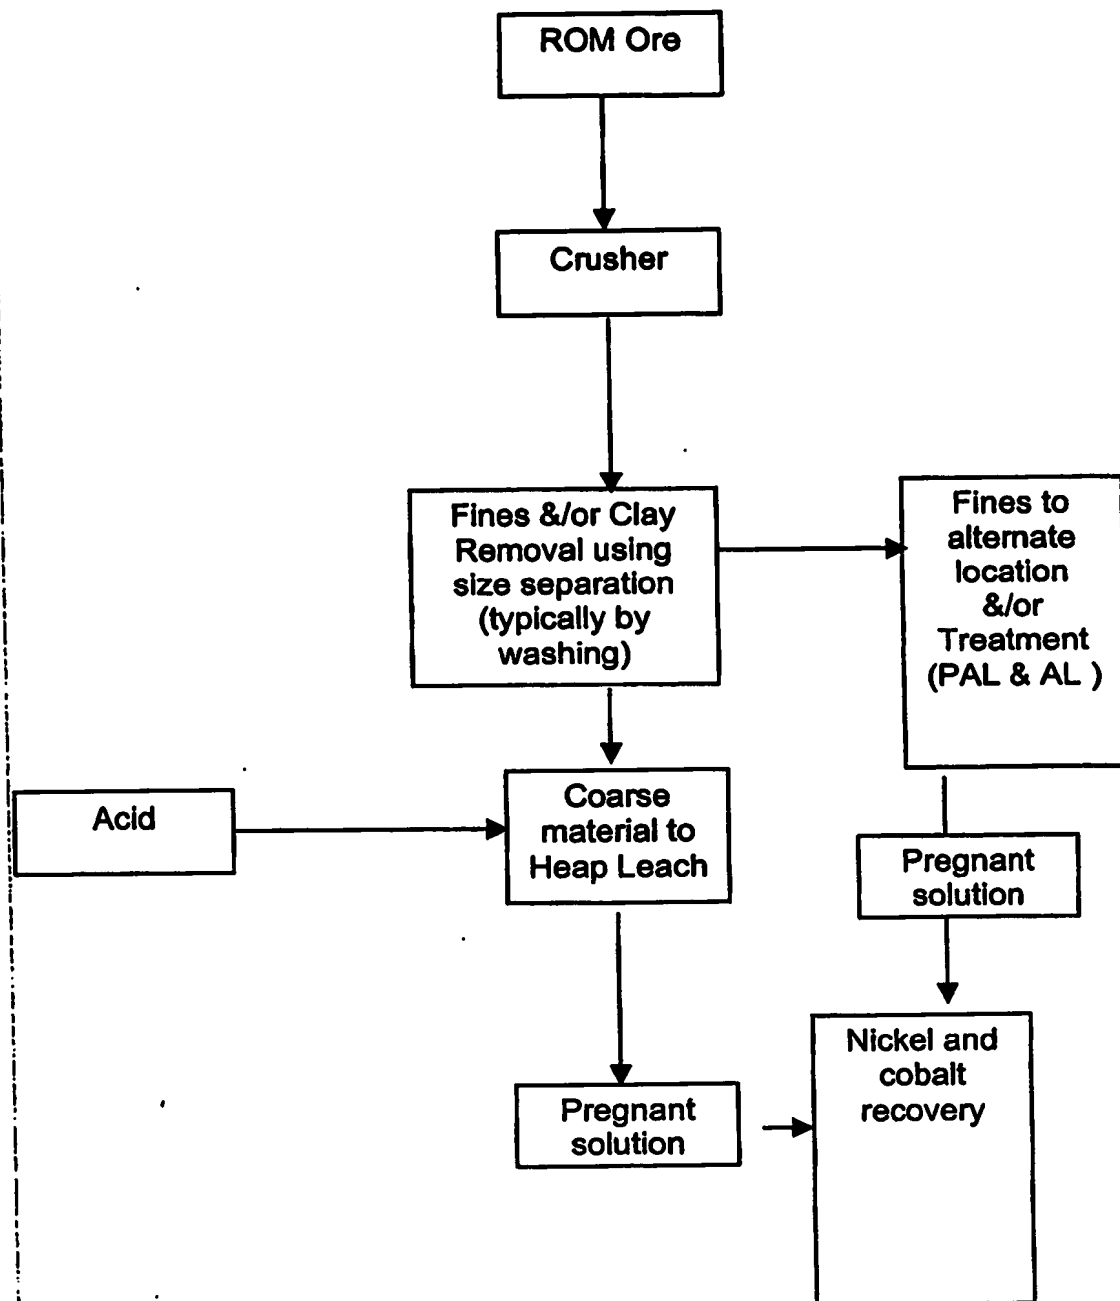 ROM Ore
Crusher
Fines &/or Clay
Removal using
size separation
(typically by
washing)
Fines to
alternate
location
&/or
Treatment
(PAL & AL )
Acid
Coarse
material to
Heap Leach
Pregnant
solution
Pregnant
solution
Nickel and
cobalt
recovery